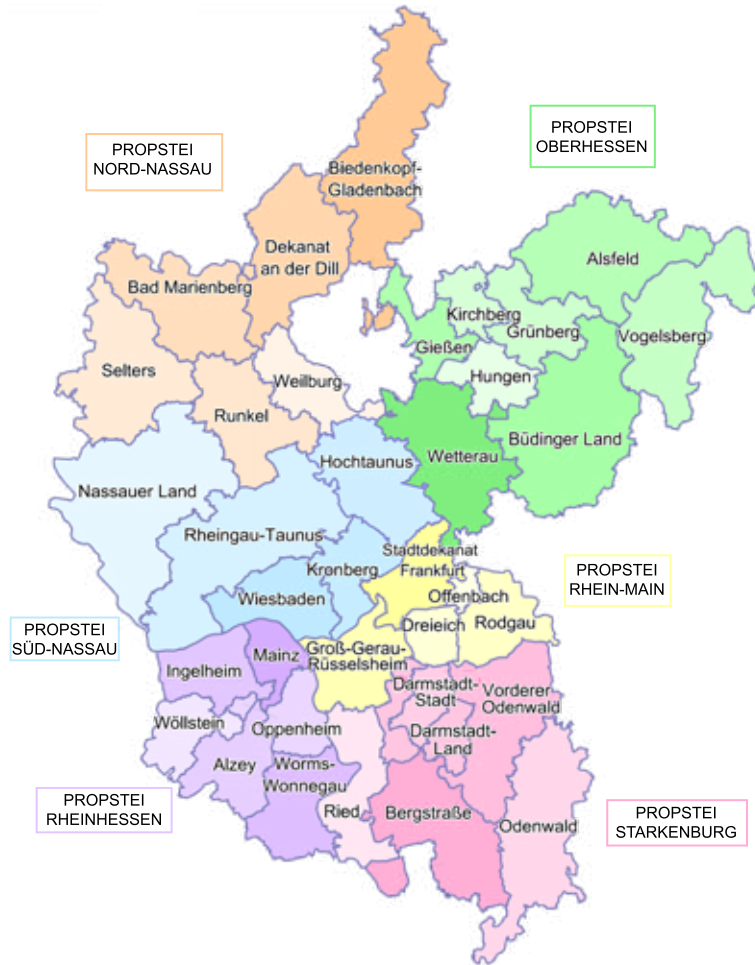 PROPSTEI
NORD-NASSAU
PROPSTEI
OBERHESSEN
Biedenkopf-
Gladenbach
Dekanat
an der Dill
Bad Marienberg
Alsfeld
Kirchberg
Grünberg
Vogelsberg
Gießen
Selters
Weilburg
Hungen
Runkel
Büdinger Land
Wetterau
Hochtaunus
Nassauer Land
Rheingau-Taunus
Stadtdekanat
Frankfurt
Kronberg
PROPSTEI
RHEIN-MAIN
Offenbach
Wiesbaden
Dreieich
Rodgau
PROPSTEI
SÜD-NASSAU
Ingelheim
Mainz
Groß-Gerau-
Rüsselsheim
Darmstadt-
Stadt
Vorderer
Odenwald
Wöllstein
Oppenheim
Darmstadt-
Land
Alzey
Worms-
Wonnegau
PROPSTEI
RHEINHESSEN
Ried
Bergstraße
Odenwald
PROPSTEI
STARKENBURG